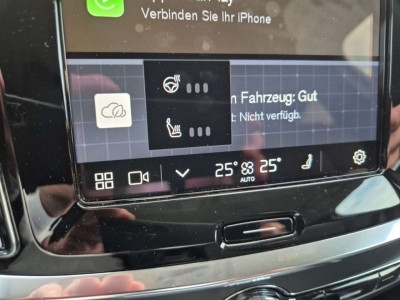 Verbinden Sie Ihr iPhone
Fahrzeug: Gut
Nicht verfügb.
25° 25°
AUTO